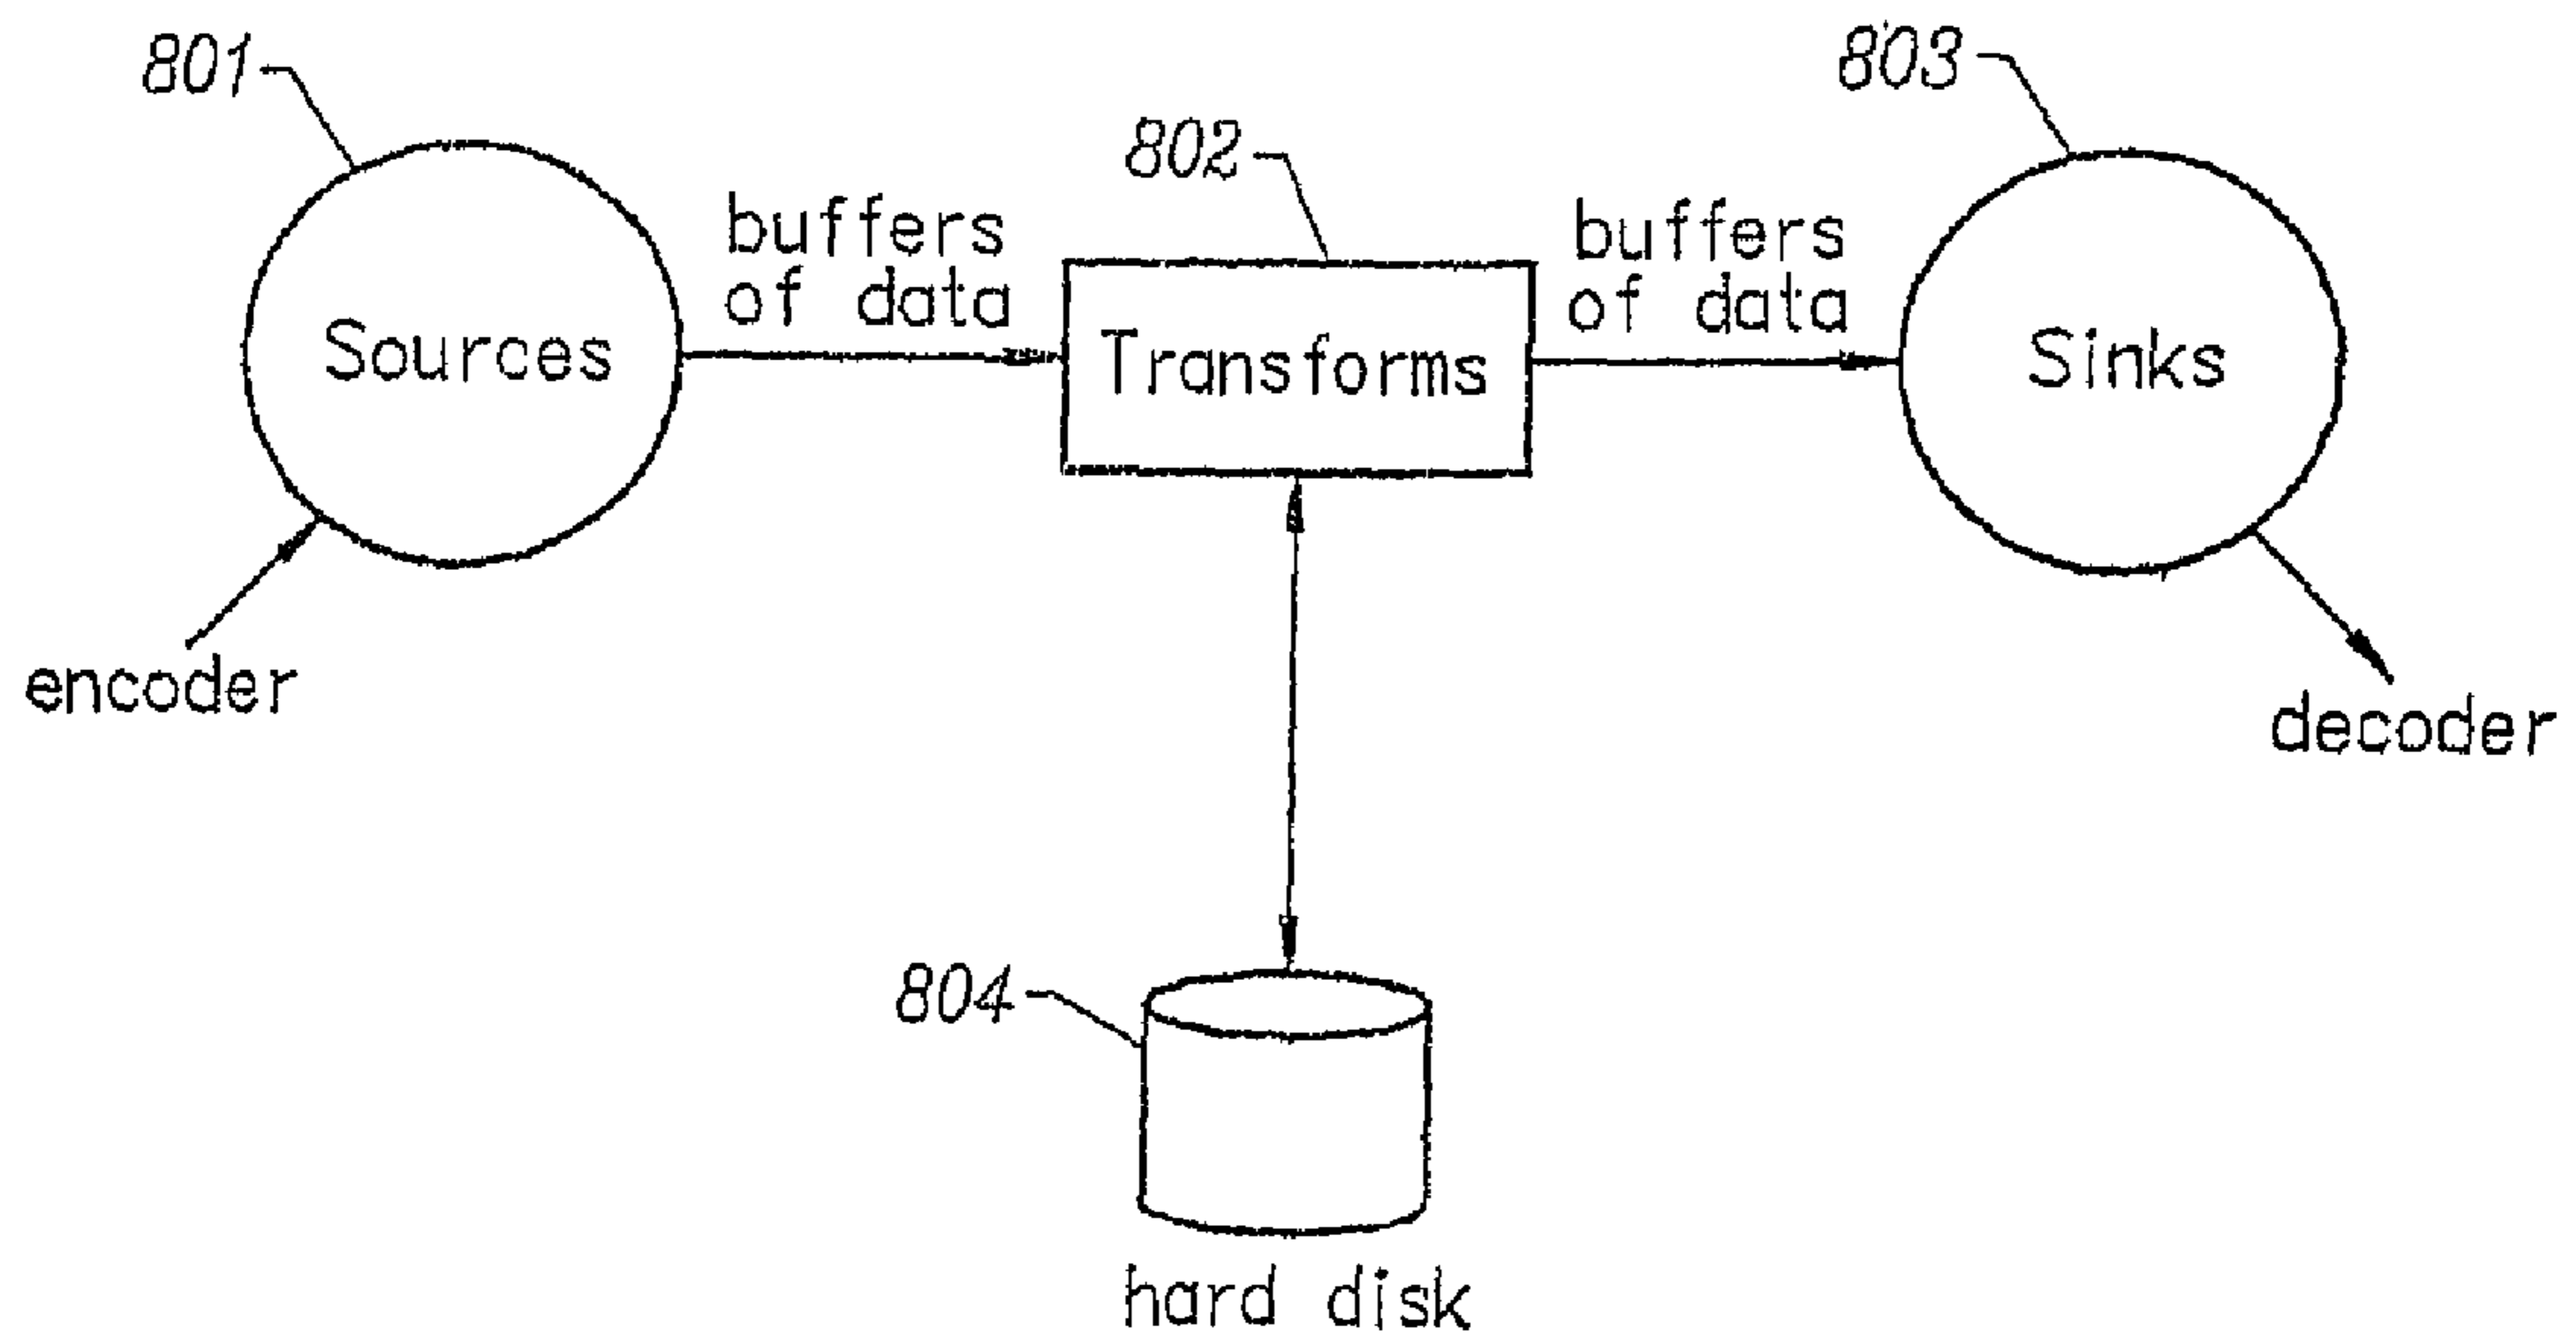 801
803
802
buffers
of data
buffers
of data
Sources
Transforms
Sinks
encoder
decoder
804
hard disk